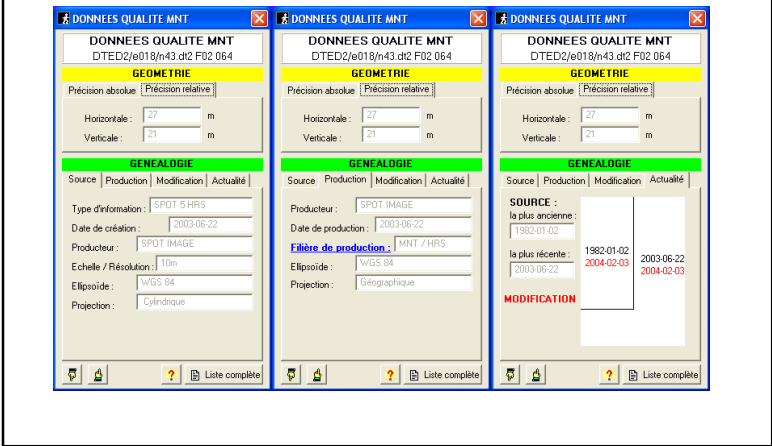 DONNEES QUALITE MNT
DONNEES QUALITE MNT
DTED2/e018/n43.dt2 F02 064
GEOMETRIE
Précision absolue Précision relative
Horizontale : 27 m
Verticale : 21 m
GENEALOGIE
Source Production Modification Actualité
Type d'information : SPOT 5 HRS
Date de création : 2003-06-22
Producteur : SPOT IMAGE
Echelle / Résolution : 10m
Ellipsoïde : WGS 84
Projection : Cylindrique
? Liste complète
DONNEES QUALITE MNT
DONNEES QUALITE MNT
DTED2/e018/n43.dt2 F02 064
GEOMETRIE
Précision absolue Précision relative
Horizontale : 27 m
Verticale : 21 m
GENEALOGIE
Source Production Modification Actualité
Producteur : SPOT IMAGE
Date de production : 2003-06-22
Filière de production : MNT / HRS
Ellipsoïde : WGS 84
Projection : Géographique
? Liste complète
DONNEES QUALITE MNT
DONNEES QUALITE MNT
DTED2/e018/n43.dt2 F02 064
GEOMETRIE
Précision absolue Précision relative
Horizontale : 27 m
Verticale : 21 m
GENEALOGIE
Source Production Modification Actualité
SOURCE :
la plus ancienne :
1982-01-02
la plus récente :
2003-06-22
MODIFICATION
1982-01-02
2004-02-03
2003-06-22
2004-02-03
? Liste complète